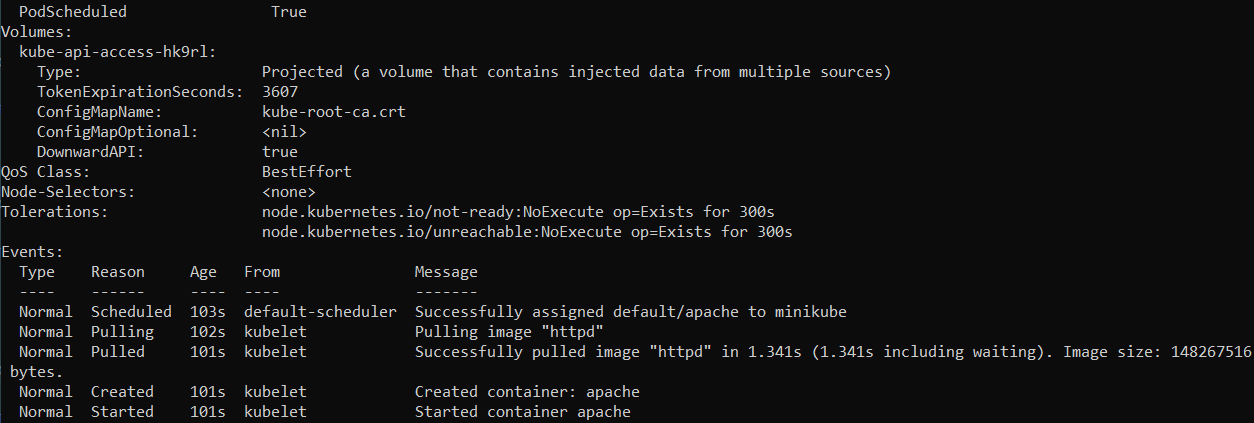 PodScheduled                True
Volumes:
  kube-api-access-hk9rl:
    Type:                    Projected (a volume that contains injected data from multiple sources)
    TokenExpirationSeconds:  3607
    ConfigMapName:           kube-root-ca.crt
    ConfigMapOptional:       <nil>
    DownwardAPI:             true
QoS Class:                   BestEffort
Node-Selectors:              <none>
Tolerations:                 node.kubernetes.io/not-ready:NoExecute op=Exists for 300s
                             node.kubernetes.io/unreachable:NoExecute op=Exists for 300s
Events:
  Type    Reason     Age   From               Message
  ----    ------     ----  ----               -------
  Normal  Scheduled  103s  default-scheduler  Successfully assigned default/apache to minikube
  Normal  Pulling    102s  kubelet            Pulling image "httpd"
  Normal  Pulled     101s  kubelet            Successfully pulled image "httpd" in 1.341s (1.341s including waiting). Image size: 148267516
 bytes.
  Normal  Created    101s  kubelet            Created container: apache
  Normal  Started    101s  kubelet            Started container apache